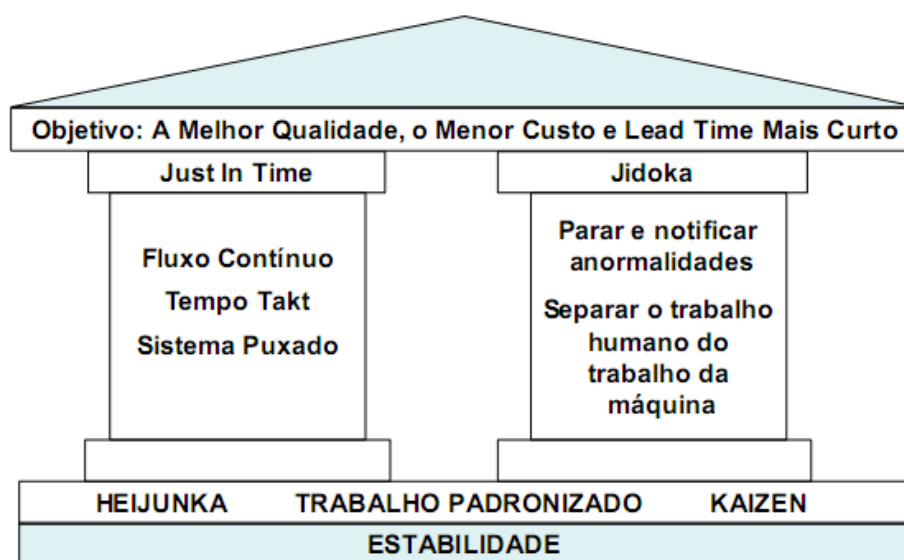 Objetivo: A Melhor Qualidade, o Menor Custo e Lead Time Mais Curto
Just In Time
Fluxo Contínuo
Tempo Takt
Sistema Puxado
Jidoka
Parar e notificar
anormalidades
Separar o trabalho
humano do
trabalho da
máquina
HEIJUNKA TRABALHO PADRONIZADO KAIZEN
ESTABILIDADE